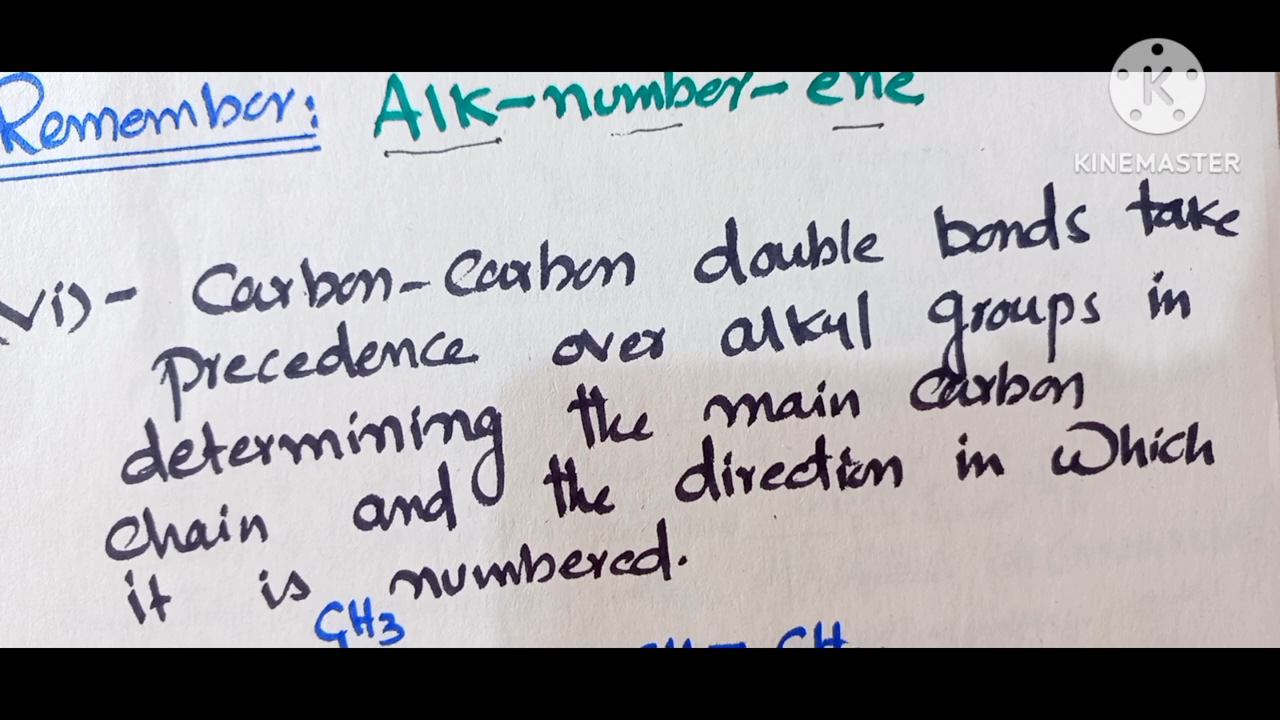 Remember: Alk-number-ene
KINEMASTER
(vi)- Carbon-Carbon double bonds take
precedence over alkyl groups in
determining the main carbon
chain and the direction in which
it is numbered.
CH3